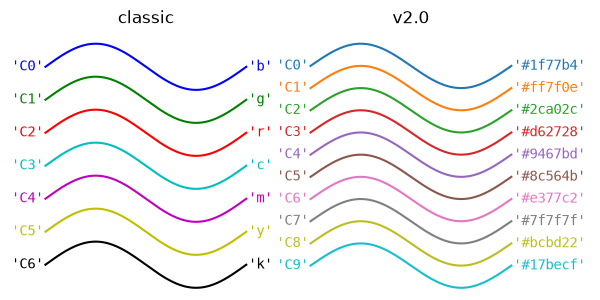 classic
'C0' 'b'
'C1' 'g'
'C2' 'r'
'C3' 'c'
'C4' 'm'
'C5' 'y'
'C6' 'k'
v2.0
'C0' '#1f77b4'
'C1' '#ff7f0e'
'C2' '#2ca02c'
'C3' '#d62728'
'C4' '#9467bd'
'C5' '#8c564b'
'C6' '#e377c2'
'C7' '#7f7f7f'
'C8' '#bcbd22'
'C9' '#17becf'